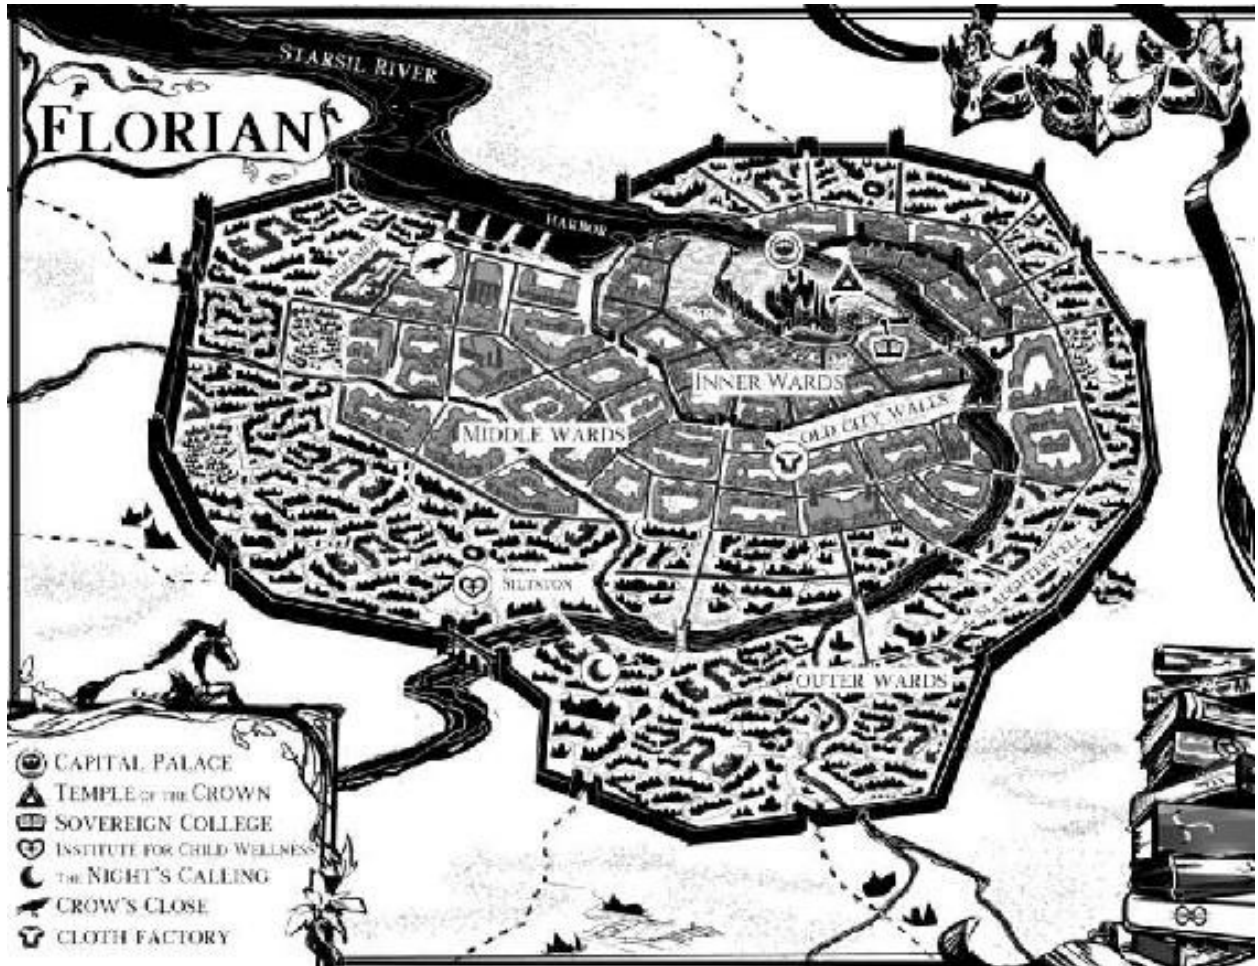 STARSIL RIVER
FLORIAN
HARBOR
INNER WARDS
OLD CITY WALLS
MIDDLE WARDS
SILTSTON
SLAUGHTERWELL
OUTER WARDS
CAPITAL PALACE
TEMPLE OF THE CROWN
SOVEREIGN COLLEGE
INSTITUTE FOR CHILD WELLNESS
THE NIGHT'S CALLING
CROW'S CLOSE
CLOTH FACTORY